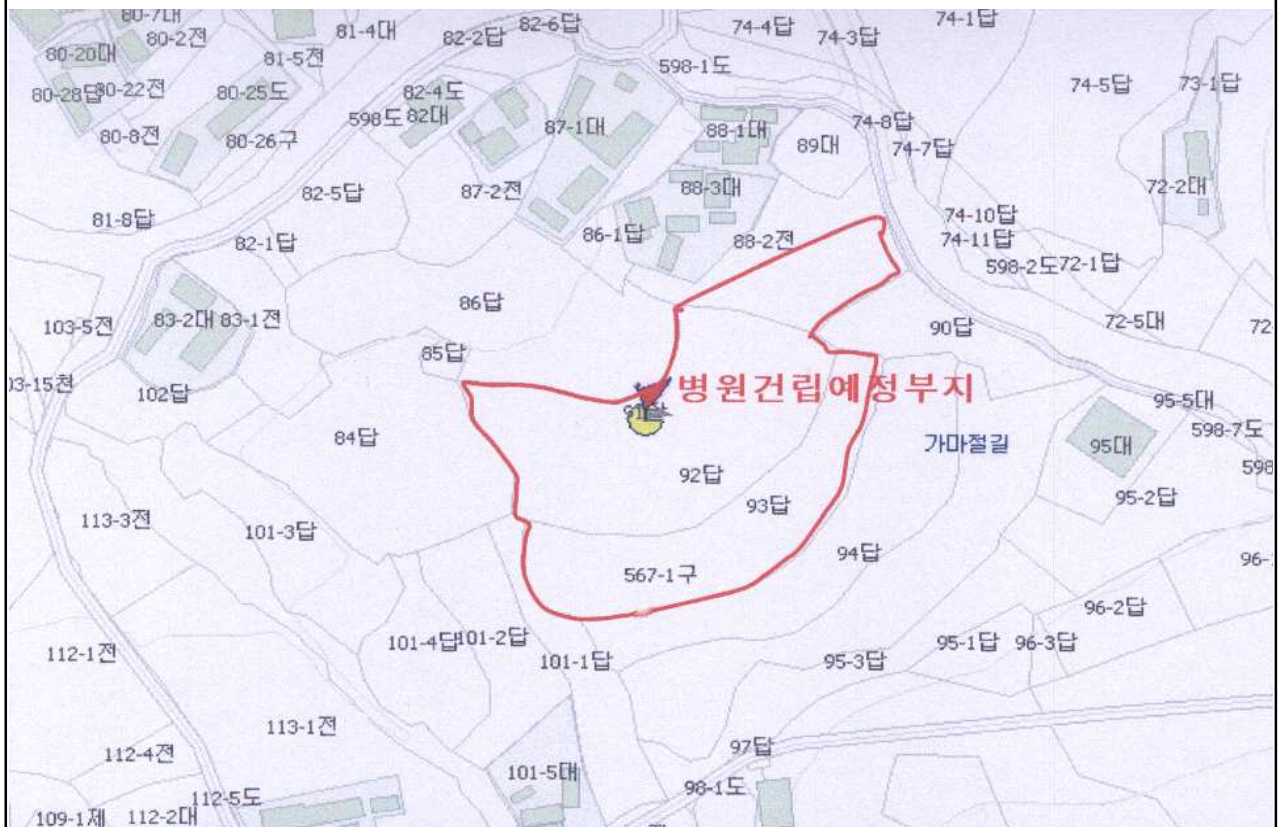 80-7대
80-2전
81-4대
82-2답
82-6답
74-4답
74-3답
74-1답
80-20대
81-5전
598-1도
74-5답
73-1답
80-28답
80-22전
80-25도
82-4도
598도
82대
87-1대
88-1대
74-8답
80-8전
80-26구
89대
74-7답
82-5답
87-2전
88-3대
72-2대
81-8답
82-1답
86-1답
88-2전
74-10답
74-11답
598-2도
72-1답
86답
103-5전
83-2대
83-1전
90답
72-5대
85답
102답
병원건립예정부지
95-5대
84답
가마절길
95대
598-7도
92답
95-2답
113-3전
101-3답
93답
94답
567-1구
96-2답
112-1전
101-4답
101-2답
101-1답
95-3답
95-1답
96-3답
113-1전
112-4전
97답
101-5대
98-1도
112-5도
109-1제
112-2대